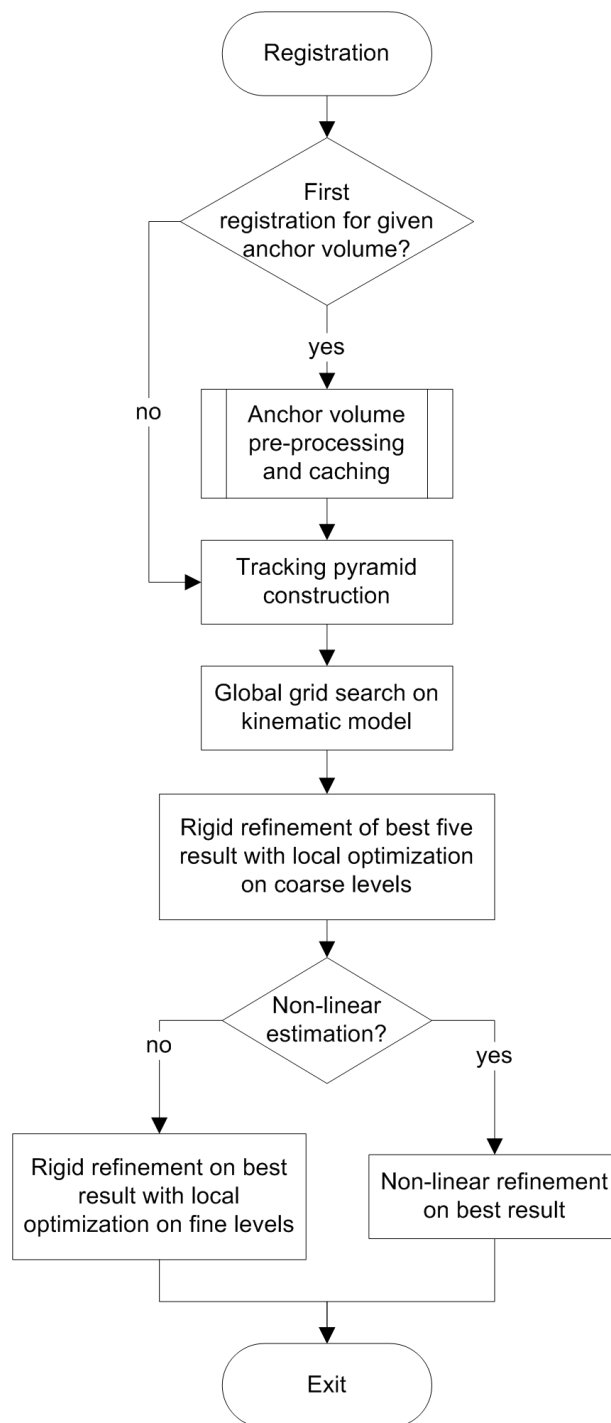 Registration
First
registration for given
anchor volume?
yes
no
Anchor volume
pre-processing
and caching
Tracking pyramid
construction
Global grid search on
kinematic model
Rigid refinement of best five
result with local optimization
on coarse levels
Non-linear
estimation?
no
yes
Rigid refinement on best
result with local
optimization on fine levels
Non-linear refinement
on best result
Exit